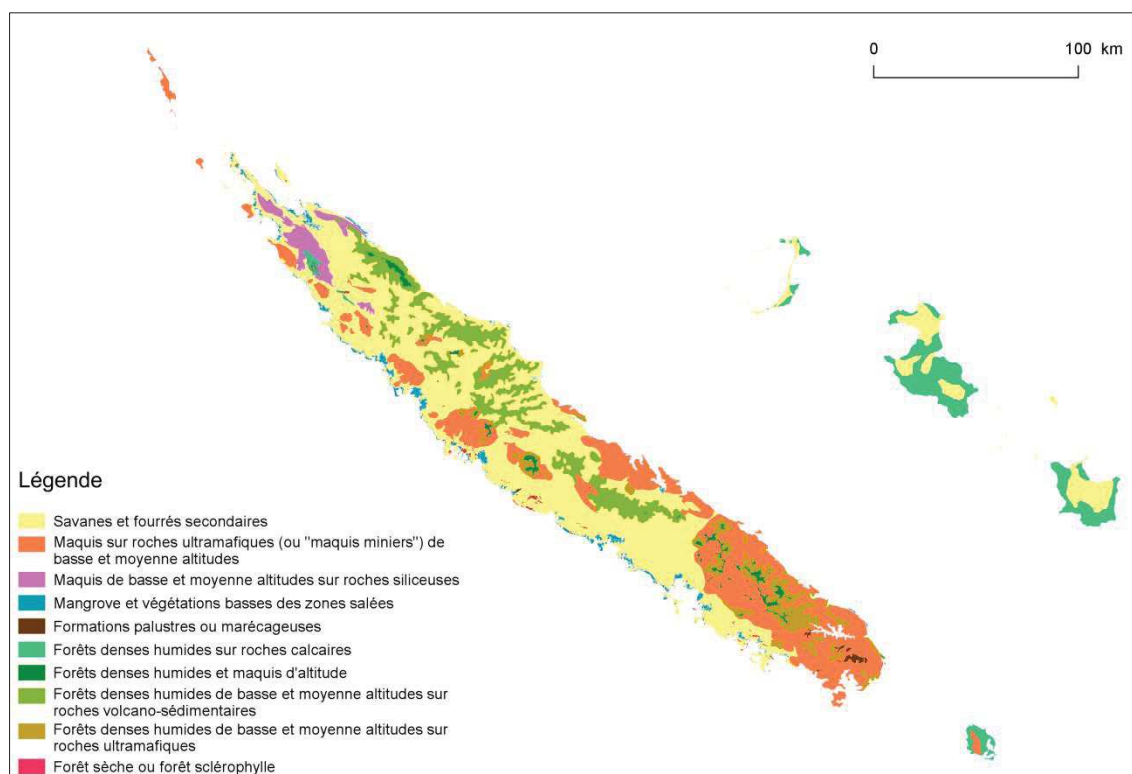 0 100 km
Légende
Savanes et fourrés secondaires
Maquis sur roches ultramafiques (ou "maquis miniers") de
basse et moyenne altitudes
Maquis de basse et moyenne altitudes sur roches siliceuses
Mangrove et végétations basses des zones salées
Formations palustres ou marécageuses
Forêts denses humides sur roches calcaires
Forêts denses humides et maquis d'altitude
Forêts denses humides de basse et moyenne altitudes sur
roches volcano-sédimentaires
Forêts denses humides de basse et moyenne altitudes sur
roches ultramafiques
Forêt sèche ou forêt sclérophylle